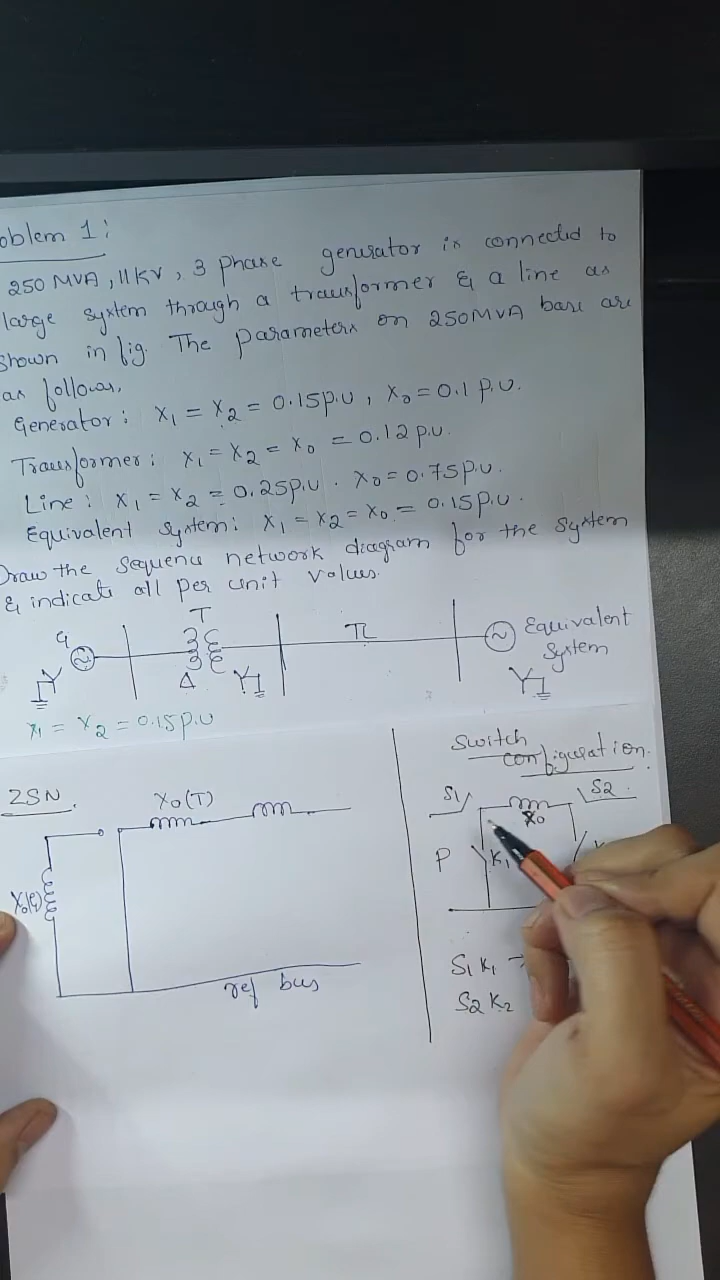 oblem 1:
250 MVA, 11KV, 3 phase generator is connected to
large system through a transformer & a line as
shown in fig. The parameters on 250MVA base are
as follows,
Generator: X1 = X2 = 0.15p.u, X0 = 0.1 p.u.
Transformer: X1 = X2 = X0 = 0.12 p.u.
Line: X1 = X2 = 0.25p.u. X0 = 0.75p.u.
Equivalent system: X1 = X2 = X0 = 0.15p.u.
Draw the sequence network diagram for the system
& indicate all per unit values.
G T TL Equivalent
System
Δ
X1 = X2 = 0.15p.u
Switch
configuration.
ZSN.
X0(T)
S1 S2
X0
P K1
X0(G)
ref bus
S1 K1 →
S2 K2